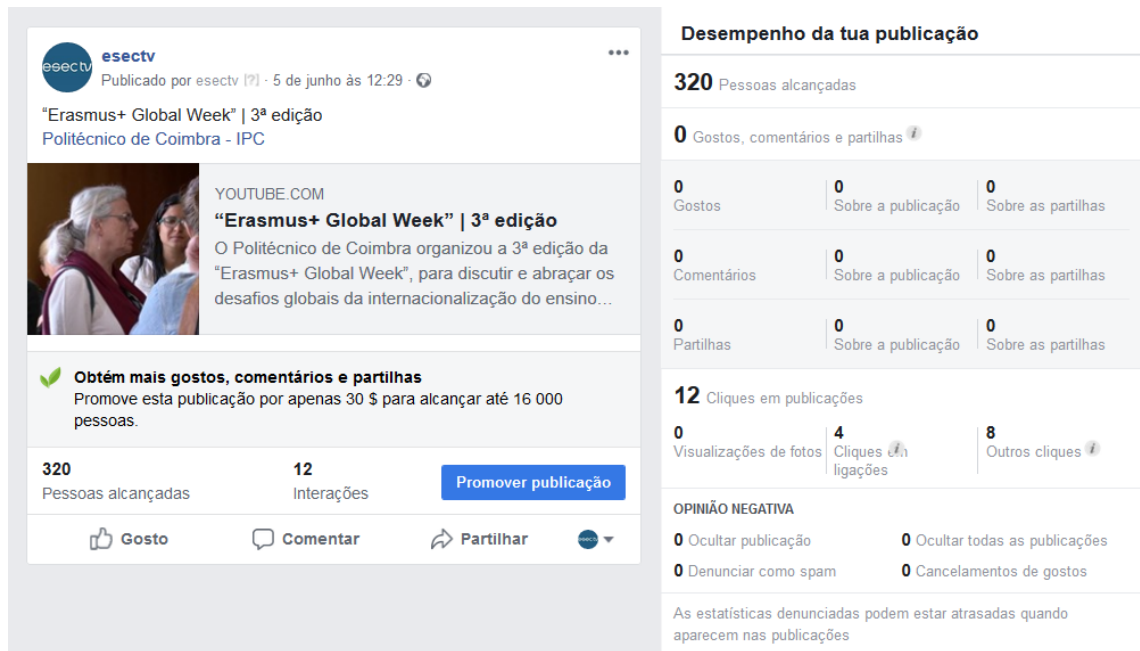 esectv
esectv
Publicado por esectv [?] · 5 de junho às 12:29 ·
“Erasmus+ Global Week” | 3ª edição
Politécnico de Coimbra - IPC
YOUTUBE.COM
“Erasmus+ Global Week” | 3ª edição
O Politécnico de Coimbra organizou a 3ª edição da
“Erasmus+ Global Week”, para discutir e abraçar os
desafios globais da internacionalização do ensino...
Obtém mais gostos, comentários e partilhas
Promove esta publicação por apenas 30 $ para alcançar até 16 000
pessoas.
320
Pessoas alcançadas
12
Interações
Promover publicação
Gosto
Comentar
Partilhar
esectv
Desempenho da tua publicação
320 Pessoas alcançadas
0 Gostos, comentários e partilhas i
0 0 0
Gostos Sobre a publicação Sobre as partilhas
0 0 0
Comentários Sobre a publicação Sobre as partilhas
0 0 0
Partilhas Sobre a publicação Sobre as partilhas
12 Cliques em publicações
0
Visualizações de fotos
4
Cliques em i
ligações
8
Outros cliques i
OPINIÃO NEGATIVA
0 Ocultar publicação 0 Ocultar todas as publicações
0 Denunciar como spam 0 Cancelamentos de gostos
As estatísticas denunciadas podem estar atrasadas quando
aparecem nas publicações